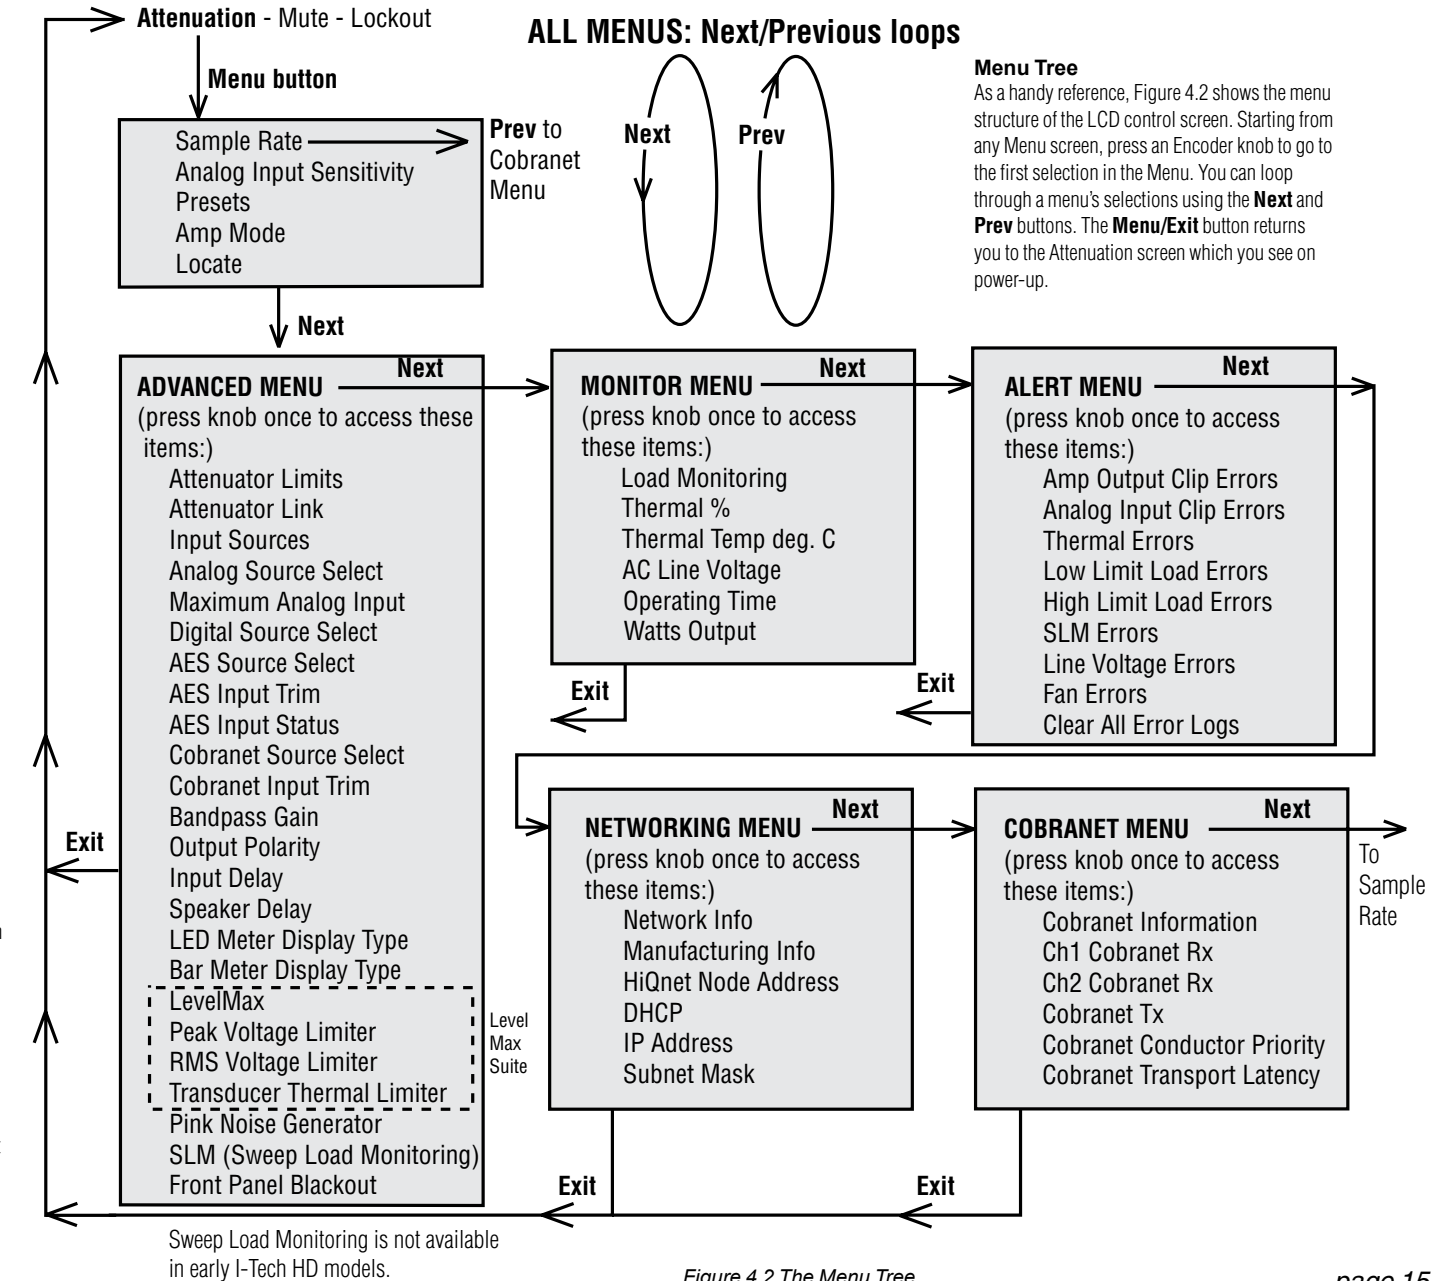 Attenuation - Mute - Lockout
ALL MENUS: Next/Previous loops
Menu button
Sample Rate
Analog Input Sensitivity
Presets
Amp Mode
Locate
Prev to
Cobranet
Menu
Next
Prev
Menu Tree
As a handy reference, Figure 4.2 shows the menu
structure of the LCD control screen. Starting from
any Menu screen, press an Encoder knob to go to
the first selection in the Menu. You can loop
through a menu's selections using the Next and
Prev buttons. The Menu/Exit button returns
you to the Attenuation screen which you see on
power-up.
Next
ADVANCED MENU
Next
(press knob once to access these
items:)
Attenuator Limits
Attenuator Link
Input Sources
Analog Source Select
Maximum Analog Input
Digital Source Select
AES Source Select
AES Input Trim
AES Input Status
Cobranet Source Select
Cobranet Input Trim
Bandpass Gain
Output Polarity
Input Delay
Speaker Delay
LED Meter Display Type
Bar Meter Display Type
LevelMax
Peak Voltage Limiter
RMS Voltage Limiter
Transducer Thermal Limiter
Pink Noise Generator
SLM (Sweep Load Monitoring)
Front Panel Blackout
Level
Max
Suite
Exit
MONITOR MENU
Next
(press knob once to access
these items:)
Load Monitoring
Thermal %
Thermal Temp deg. C
AC Line Voltage
Operating Time
Watts Output
Exit
ALERT MENU
Next
(press knob once to access
these items:)
Amp Output Clip Errors
Analog Input Clip Errors
Thermal Errors
Low Limit Load Errors
High Limit Load Errors
SLM Errors
Line Voltage Errors
Fan Errors
Clear All Error Logs
Exit
NETWORKING MENU
Next
(press knob once to access
these items:)
Network Info
Manufacturing Info
HiQnet Node Address
DHCP
IP Address
Subnet Mask
Exit
COBRANET MENU
Next
(press knob once to access
these items:)
Cobranet Information
Ch1 Cobranet Rx
Ch2 Cobranet Rx
Cobranet Tx
Cobranet Conductor Priority
Cobranet Transport Latency
To
Sample
Rate
Exit
Sweep Load Monitoring is not available
in early I-Tech HD models.
Figure 4.2 The Menu Tree
page 15